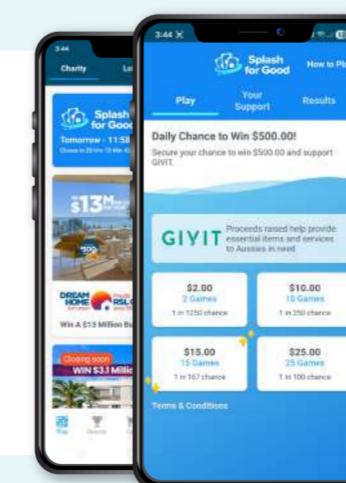 3:44
Charity
Splash
for Good
Tomorrow - 11:58
$13M
DREAM
HOME
RSL
Win A $13 Million
Closing soon
WIN $3.1
Play
3:44
Splash
for Good
How to
Play
Your
Support
Results
Daily Chance to Win $500.00!
Secure your chance to win $500.00 and support
GIVIT.
GIVIT
Proceeds raised help provide
essential items and services
to Aussies in need
$2.00
2 Games
1 in 1250 chance
$10.00
10 Games
1 in 250 chance
$15.00
15 Games
1 in 167 chance
$25.00
25 Games
1 in 100 chance
Terms & Conditions